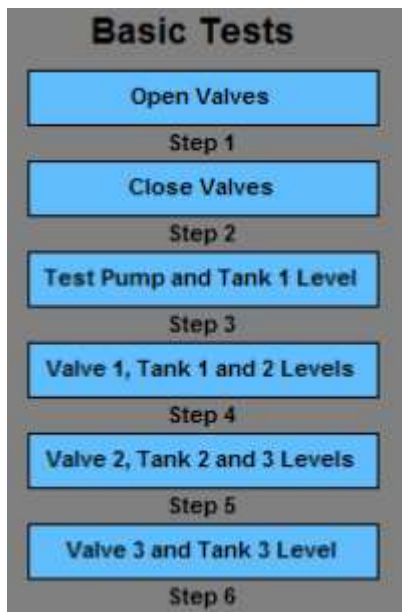 Basic Tests
Open Valves
Step 1
Close Valves
Step 2
Test Pump and Tank 1 Level
Step 3
Valve 1, Tank 1 and 2 Levels
Step 4
Valve 2, Tank 2 and 3 Levels
Step 5
Valve 3 and Tank 3 Level
Step 6